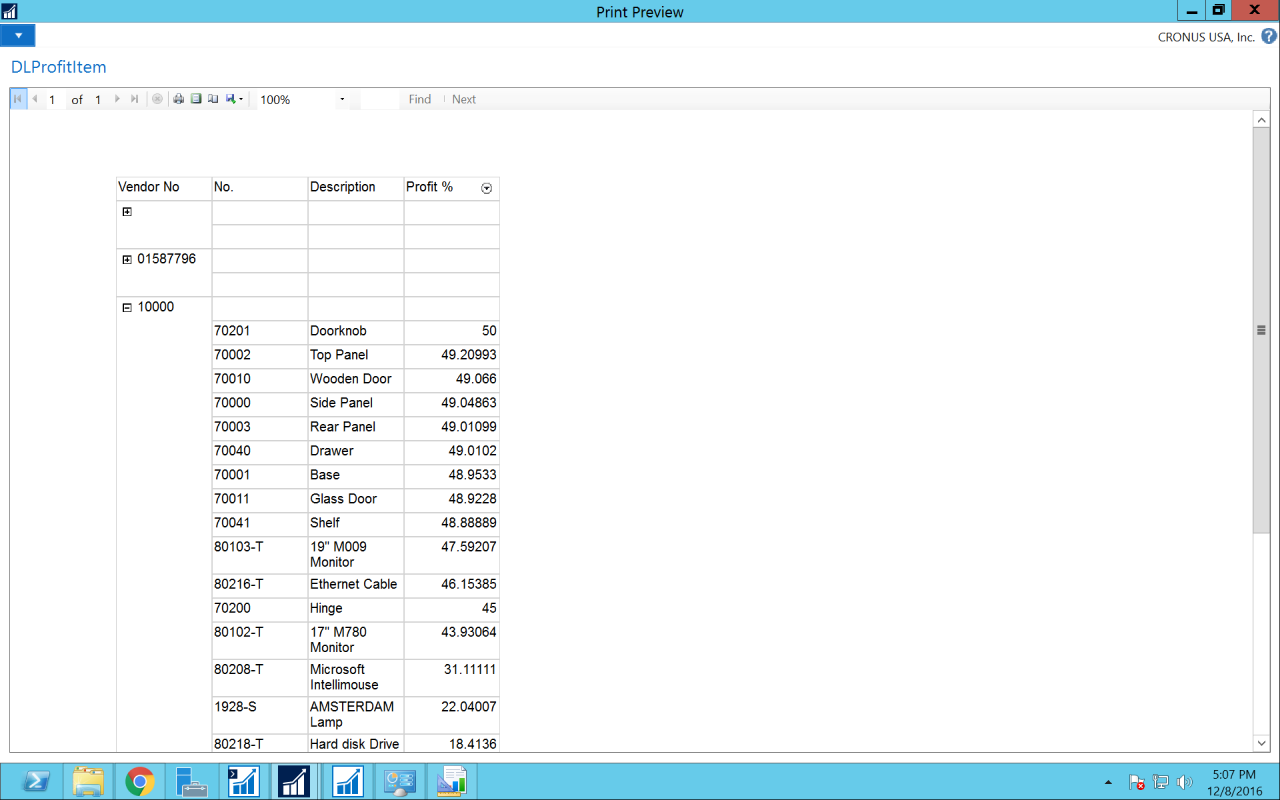 Print Preview
CRONUS USA, Inc.
DLProfitItem
1 of 1 100% Find Next
Vendor No No. Description Profit %
01587796
10000
70201 Doorknob 50
70002 Top Panel 49.20993
70010 Wooden Door 49.066
70000 Side Panel 49.04863
70003 Rear Panel 49.01099
70040 Drawer 49.0102
70001 Base 48.9533
70011 Glass Door 48.9228
70041 Shelf 48.88889
80103-T 19" M009 47.59207
Monitor
80216-T Ethernet Cable 46.15385
70200 Hinge 45
80102-T 17" M780 43.93064
Monitor
80208-T Microsoft 31.11111
Intellimouse
1928-S AMSTERDAM 22.04007
Lamp
80218-T Hard disk Drive 18.4136
5:07 PM
12/8/2016